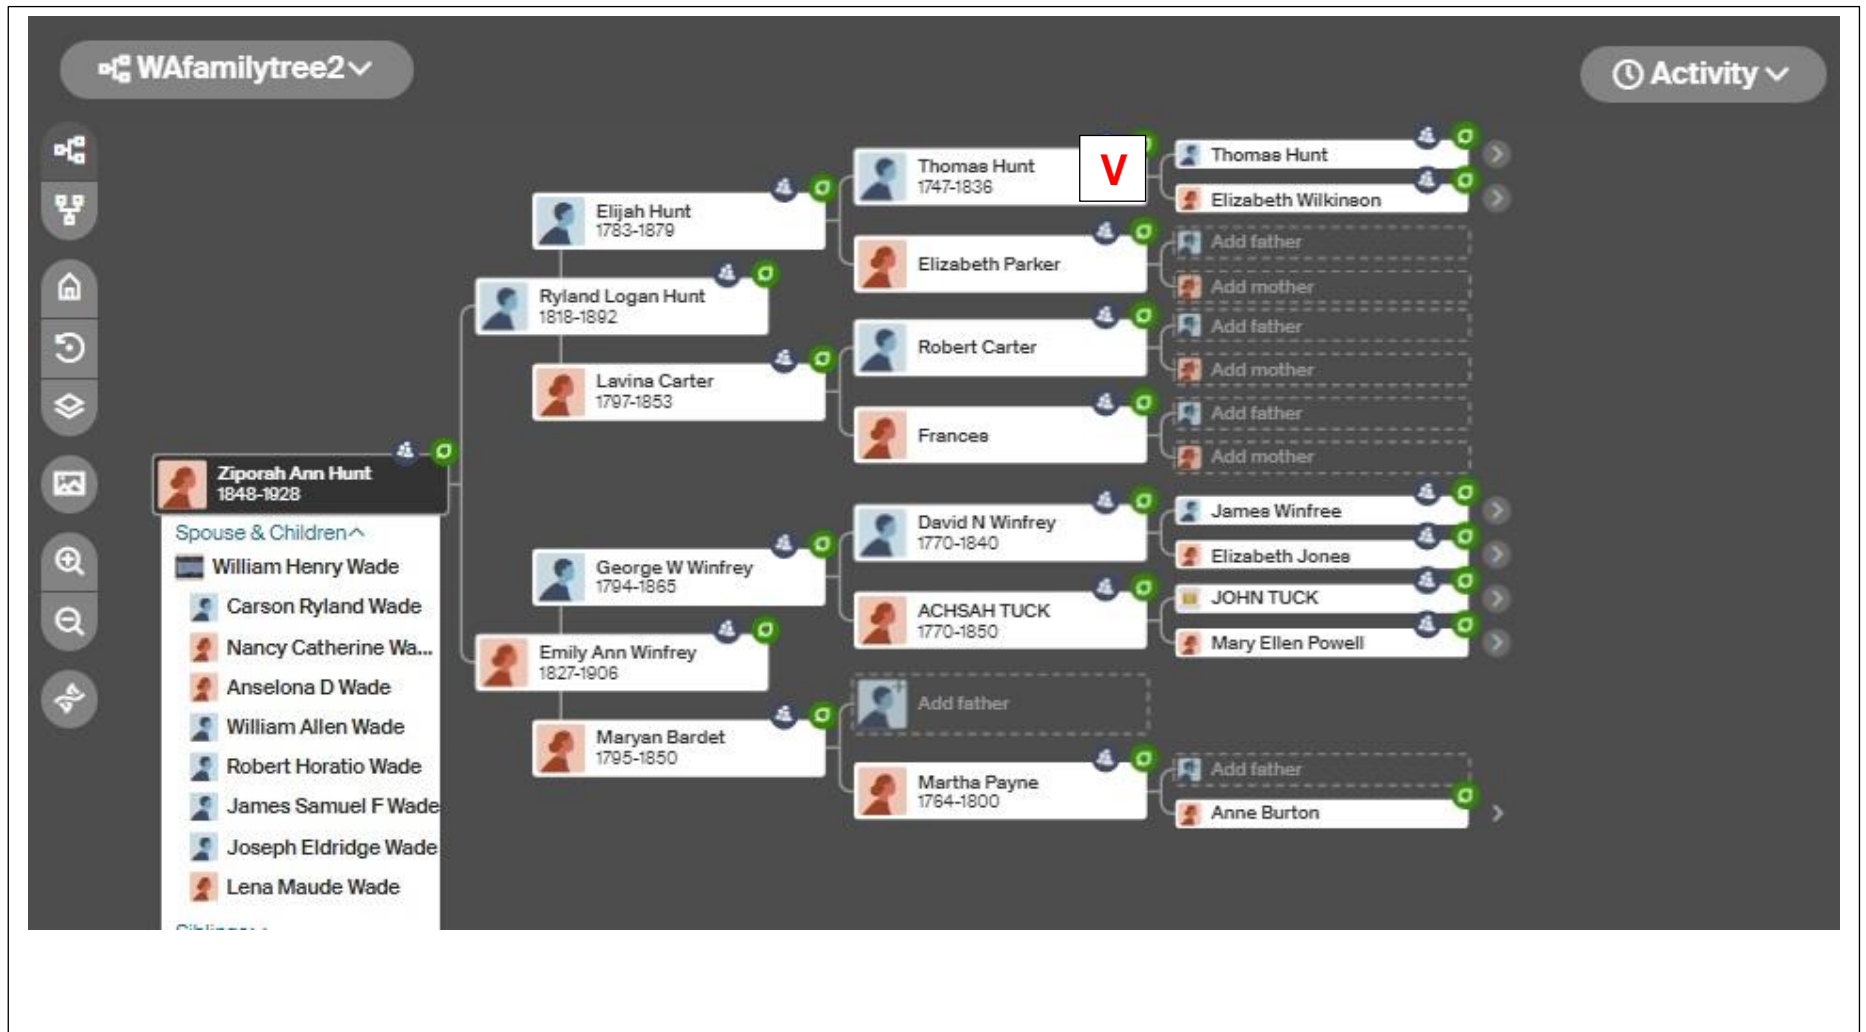 WAfamilytree2
Activity
Thomas Hunt
1747-1836
V
Thomas Hunt
Elizabeth Wilkinson
Elijah Hunt
1783-1879
Elizabeth Parker
Add father
Add mother
Ryland Logan Hunt
1818-1892
Robert Carter
Add father
Add mother
Lavina Carter
1797-1853
Frances
Add father
Add mother
Ziporah Ann Hunt
1848-1928
Spouse & Children
William Henry Wade
Carson Ryland Wade
Nancy Catherine Wa...
Anselona D Wade
William Allen Wade
Robert Horatio Wade
James Samuel F Wade
Joseph Eldridge Wade
Lena Maude Wade
David N Winfrey
1770-1840
James Winfree
Elizabeth Jones
George W Winfrey
1794-1865
ACHSAH TUCK
1770-1850
JOHN TUCK
Mary Ellen Powell
Emily Ann Winfrey
1827-1906
Add father
Maryan Bardet
1795-1850
Martha Payne
1764-1800
Add father
Anne Burton